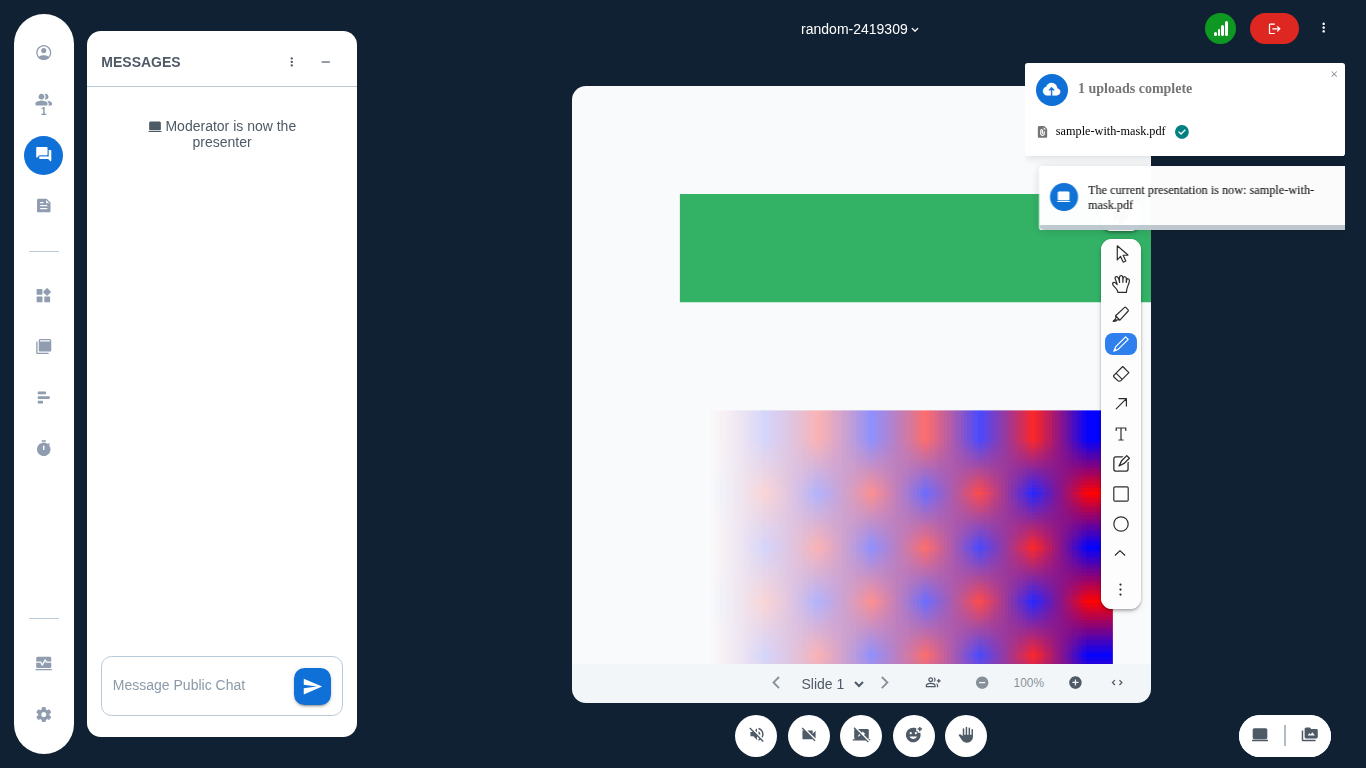 random-2419309
1
MESSAGES
Moderator is now the
presenter
Message Public Chat
1 uploads complete
sample-with-mask.pdf
The current presentation is now: sample-with-
mask.pdf
Slide 1
100%